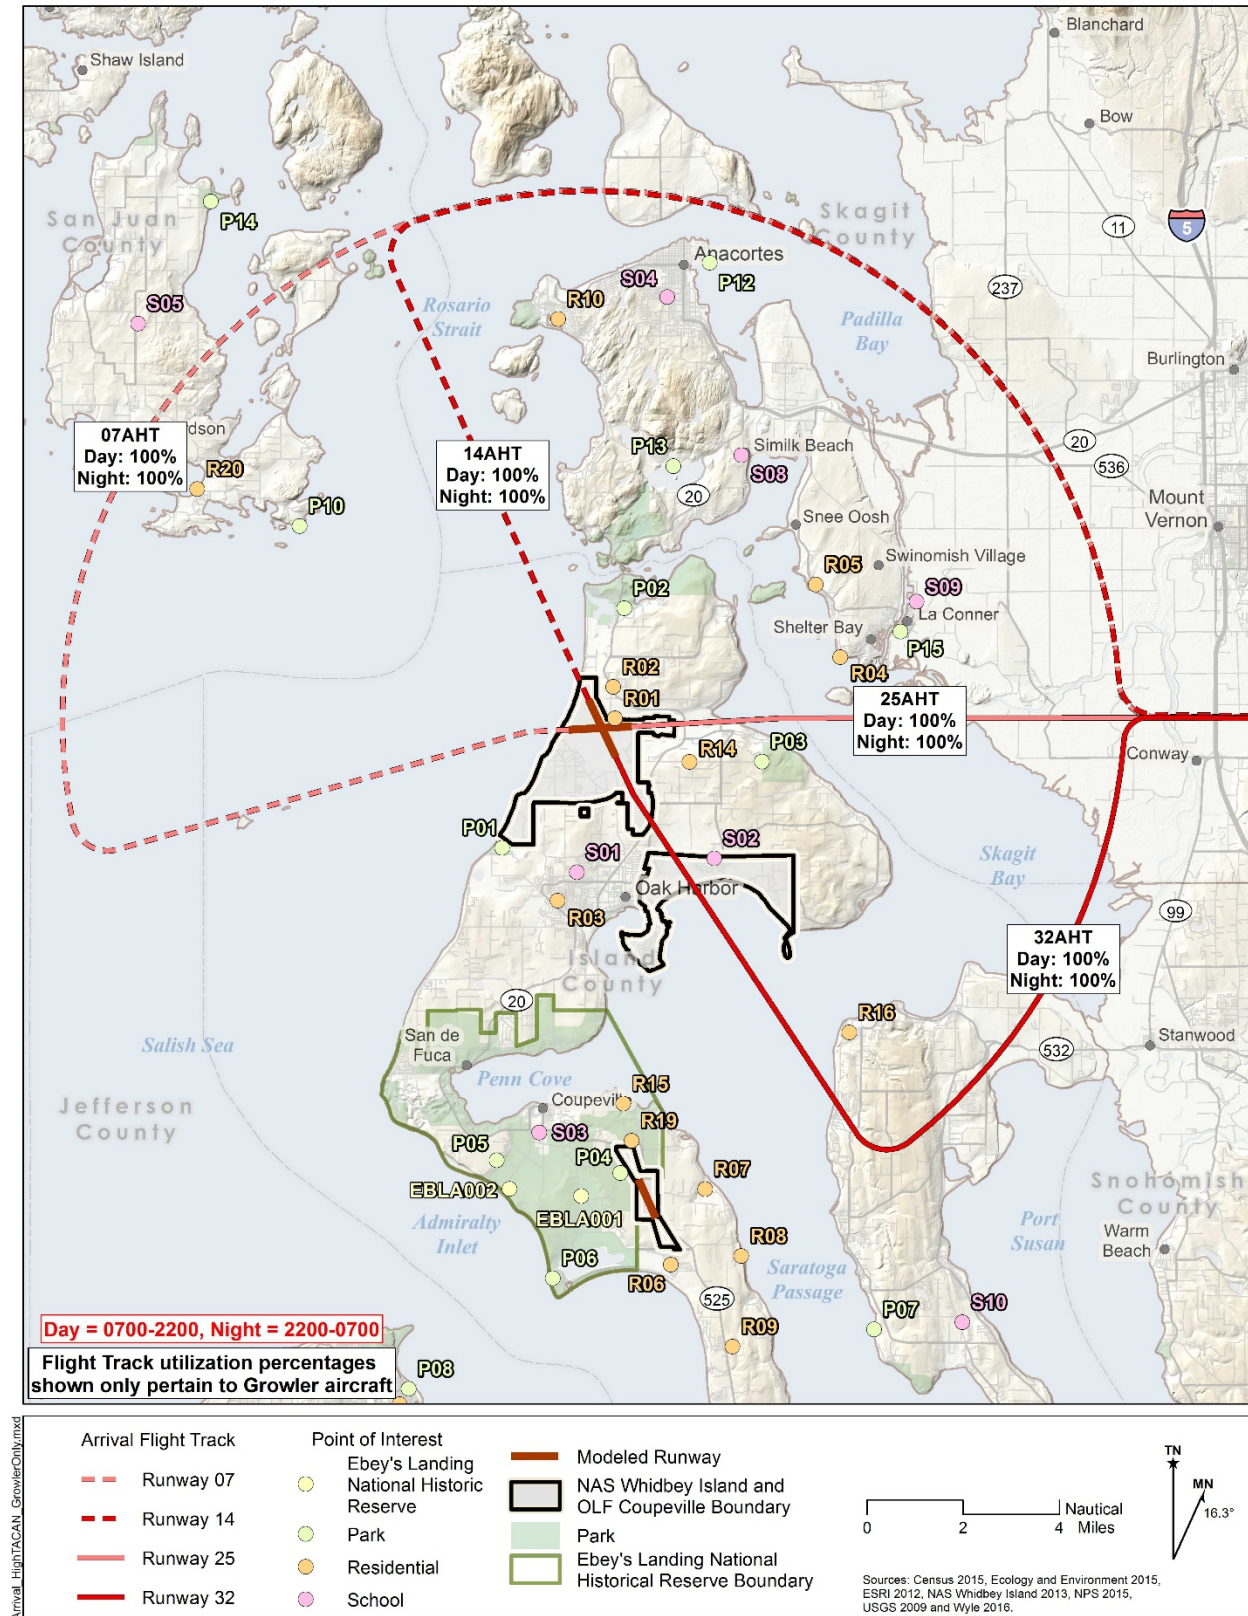 Blanchard
Shaw Island
Bow
San Juan
County
P14
Skagit
County
11
5
Anacortes
S04
P12
237
S05
R10
Rosario
Strait
Padilla
Bay
Burlington
07AHT
Day: 100%
Night: 100%
dson
14AHT
Day: 100%
Night: 100%
P13
Similk Beach
S08
20
20
536
R20
P10
Mount
Vernon
Snee Oosh
Swinomish Village
R05
P02
S09
La Conner
Shelter Bay
P15
R04
R02
R01
25AHT
Day: 100%
Night: 100%
R14
P03
Conway
P01
S01
S02
Skagit
Bay
Oak Harbor
R03
99
32AHT
Day: 100%
Night: 100%
Island
County
20
San de
Fuca
R16
Salish Sea
532
Stanwood
Penn Cove
R15
Jefferson
County
Coupeville
R19
S03
P05
P04
EBLA002
R07
EBLA001
Snohomish
County
Admiralty
Inlet
Port
Susan
Warm
Beach
R08
P06
R06
Saratoga
Passage
525
P07
S10
R09
Day = 0700-2200, Night = 2200-0700
Flight Track utilization percentages
shown only pertain to Growler aircraft
P08
Arrival_HighTACAN_GrowlerOnly.mxd
Arrival Flight Track
Runway 07
Runway 14
Runway 25
Runway 32
Point of Interest
Ebey's Landing
National Historic
Reserve
Park
Residential
School
Modeled Runway
NAS Whidbey Island and
OLF Coupeville Boundary
Park
Ebey's Landing National
Historical Reserve Boundary
0 2 4
Nautical
Miles
TN
MN
16.3°
Sources: Census 2015, Ecology and Environment 2015,
ESRI 2012, NAS Whidbey Island 2013, NPS 2015,
USGS 2009 and Wyle 2016.